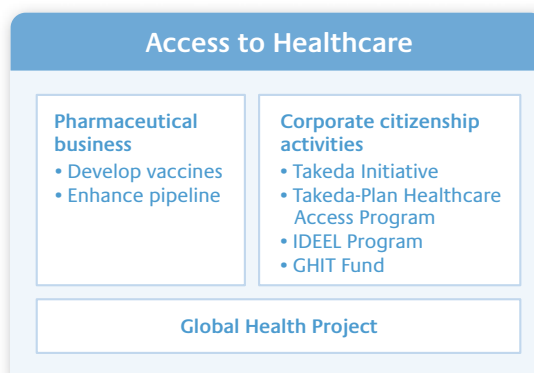 Access to Healthcare
Pharmaceutical
business
• Develop vaccines
• Enhance pipeline
Corporate citizenship
activities
• Takeda Initiative
• Takeda-Plan Healthcare
Access Program
• IDEEL Program
• GHIT Fund
Global Health Project